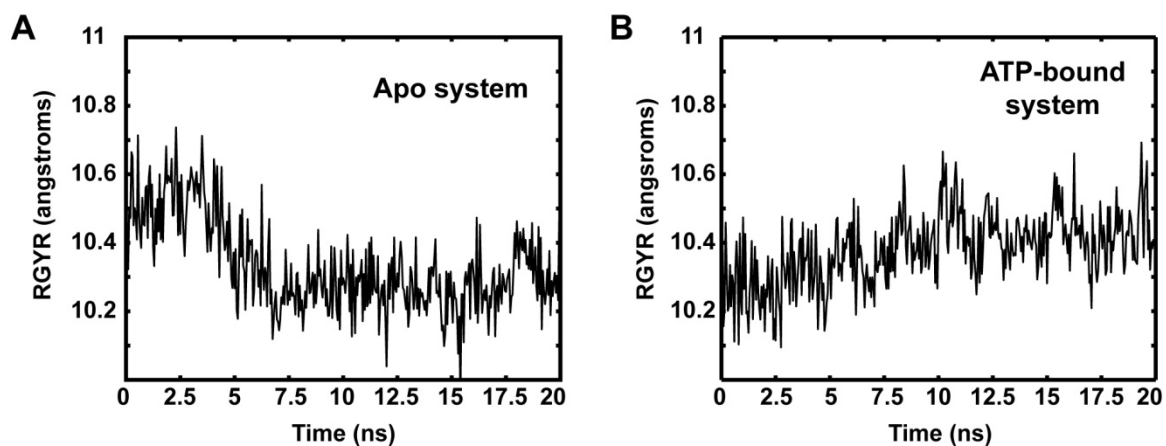 A
11
10.8
10.6
10.4
10.2
RGYR (angstroms)
Apo system
0 2.5 5 7.5 10 12.5 15 17.5 20
Time (ns)
B
11
10.8
10.6
10.4
10.2
RGYR (angsroms)
ATP-bound
system
0 2.5 5 7.5 10 12.5 15 17.5 20
Time (ns)